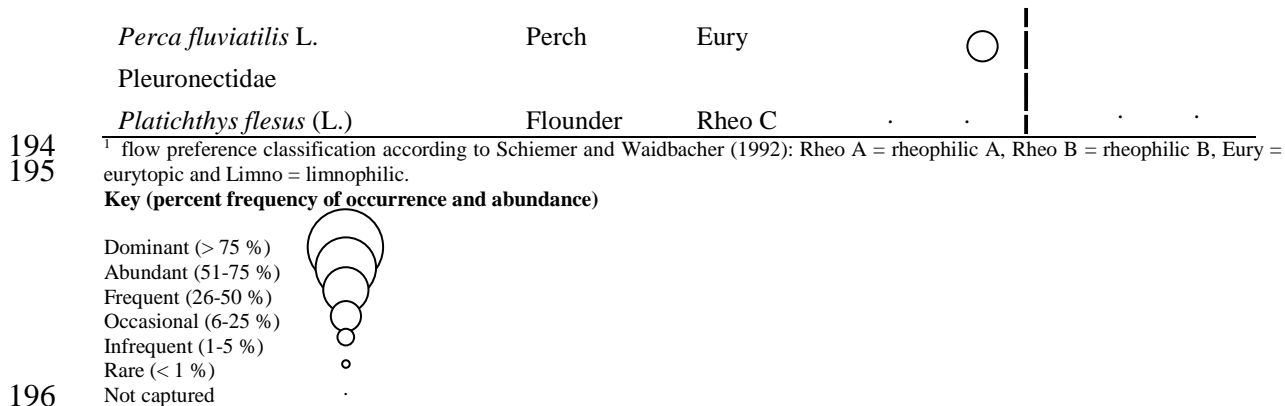 Perca fluviatilis L. Perch Eury
Pleuronectidae
Platichthys flesus (L.) Flounder Rheo C . . . .
194 1 flow preference classification according to Schiemer and Waidbacher (1992): Rheo A = rheophilic A, Rheo B = rheophilic B, Eury =
195 eurytopic and Limno = limnophilic.
Key (percent frequency of occurrence and abundance)
Dominant (> 75 %)
Abundant (51-75 %)
Frequent (26-50 %)
Occasional (6-25 %)
Infrequent (1-5 %)
Rare (< 1 %)
196 Not captured .